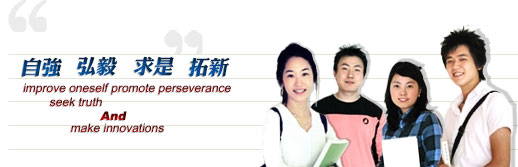 自強 弘毅 求是 拓新
improve oneself promote perseverance
seek truth
And
make innovations